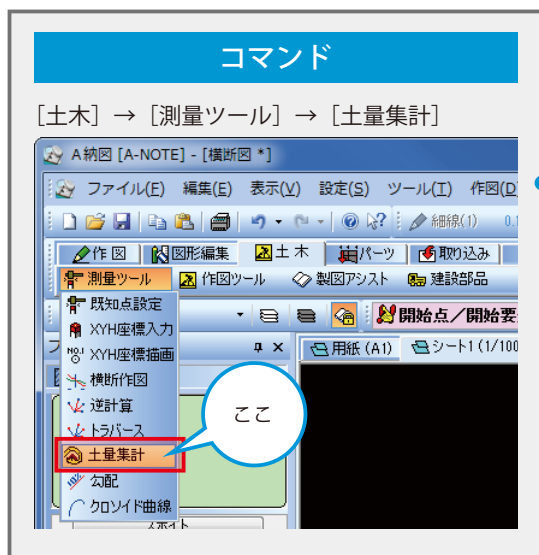 コマンド
［土木］→［測量ツール］→［土量集計］
A納図 [A-NOTE] - [横断図 *]
ファイル(F) 編集(E) 表示(V) 設定(S) ツール(T) 作図(D)
細線(1) 0.1
作 図 図形編集 土 木 パーツ 取り込み
測量ツール 作図ツール 製図アシスト 建設部品
既知点設定
開始点／開始要
XYH座標入力
XYH座標描画
用紙 (A1) シート1 (1/100
横断作図
逆計算
ここ
トラバース
土量集計
勾配
クロソイド曲線